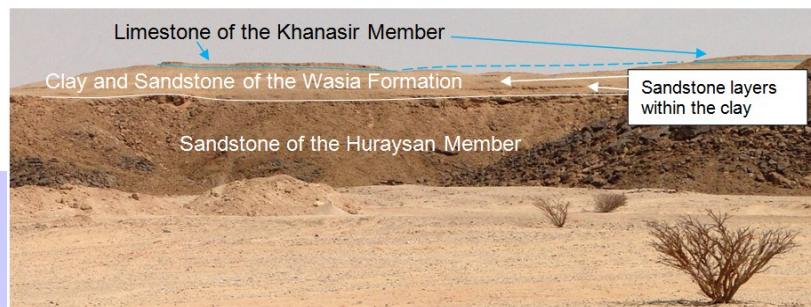 Limestone of the Khanasir Member
Clay and Sandstone of the Wasia Formation
Sandstone layers
within the clay
Sandstone of the Huraysan Member